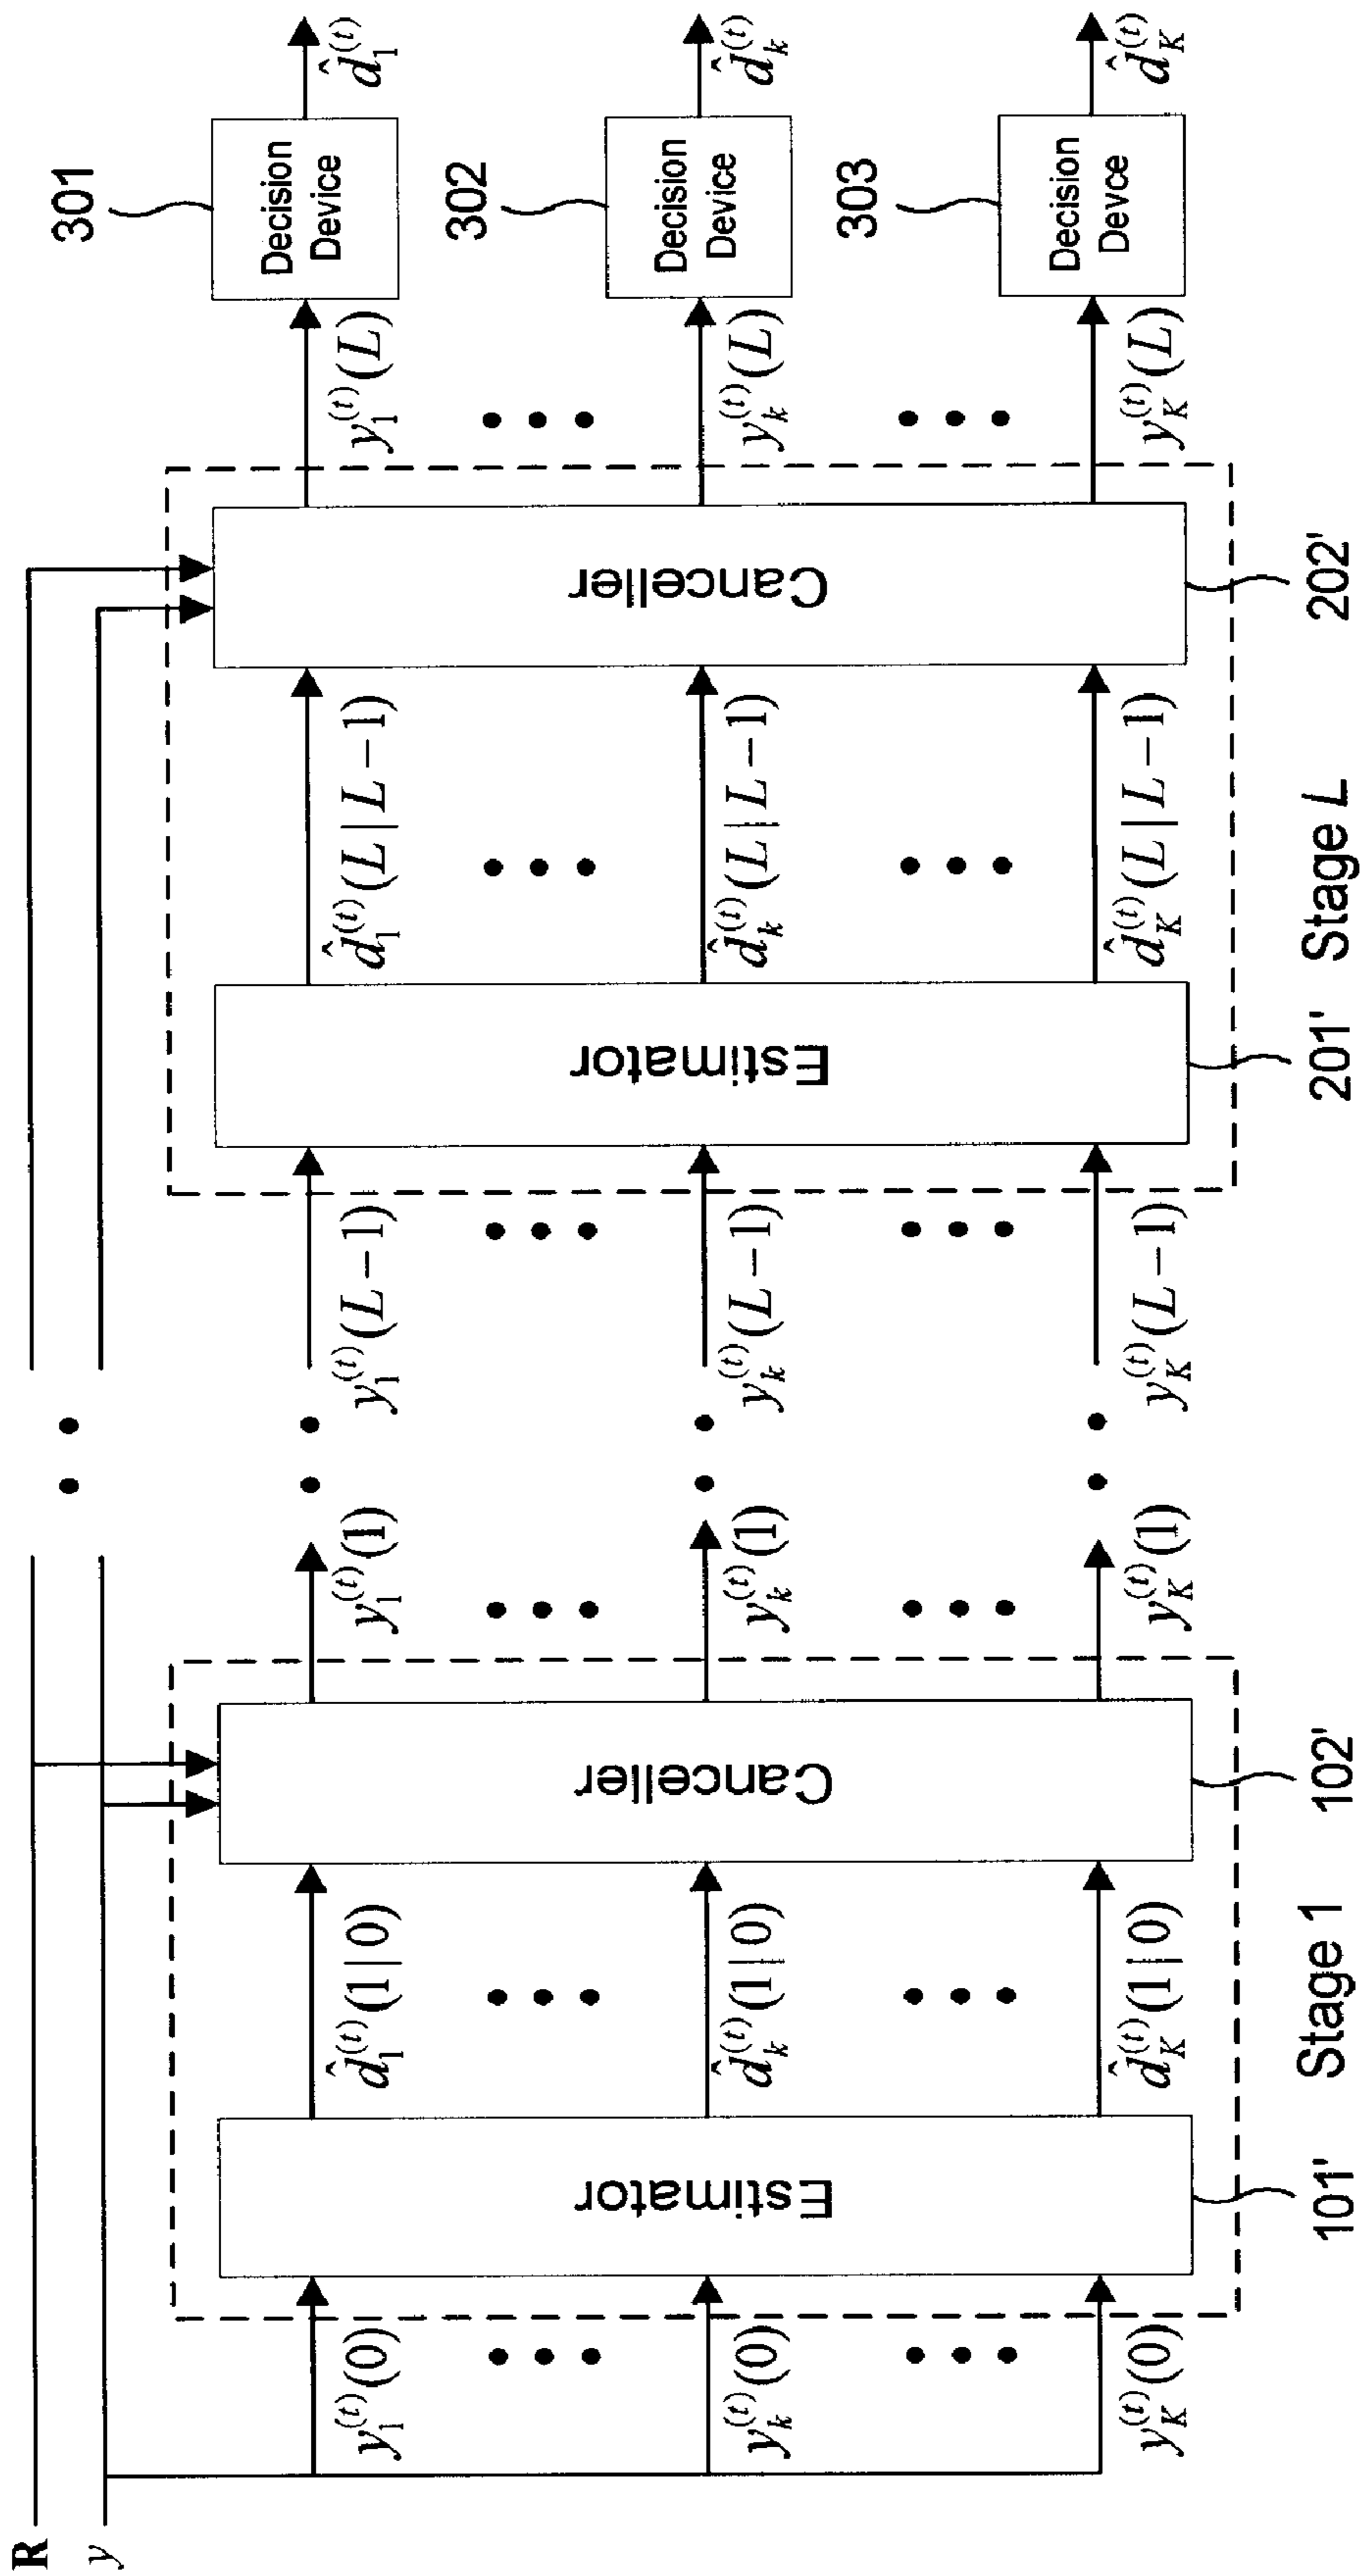 R
y
y_1^{(t)}(0)
y_k^{(t)}(0)
y_K^{(t)}(0)
Estimator
101'
d̂_1^{(t)}(1|0)
d̂_k^{(t)}(1|0)
d̂_K^{(t)}(1|0)
Stage 1
Canceller
102'
y_1^{(t)}(1)
y_k^{(t)}(1)
y_K^{(t)}(1)
y_1^{(t)}(L-1)
y_k^{(t)}(L-1)
y_K^{(t)}(L-1)
Estimator
201'
d̂_1^{(t)}(L|L-1)
d̂_k^{(t)}(L|L-1)
d̂_K^{(t)}(L|L-1)
Stage L
Canceller
202'
y_1^{(t)}(L)
y_k^{(t)}(L)
y_K^{(t)}(L)
301
Decision
Device
d̂_1^{(t)}
302
Decision
Device
d̂_k^{(t)}
303
Decision
Devce
d̂_K^{(t)}